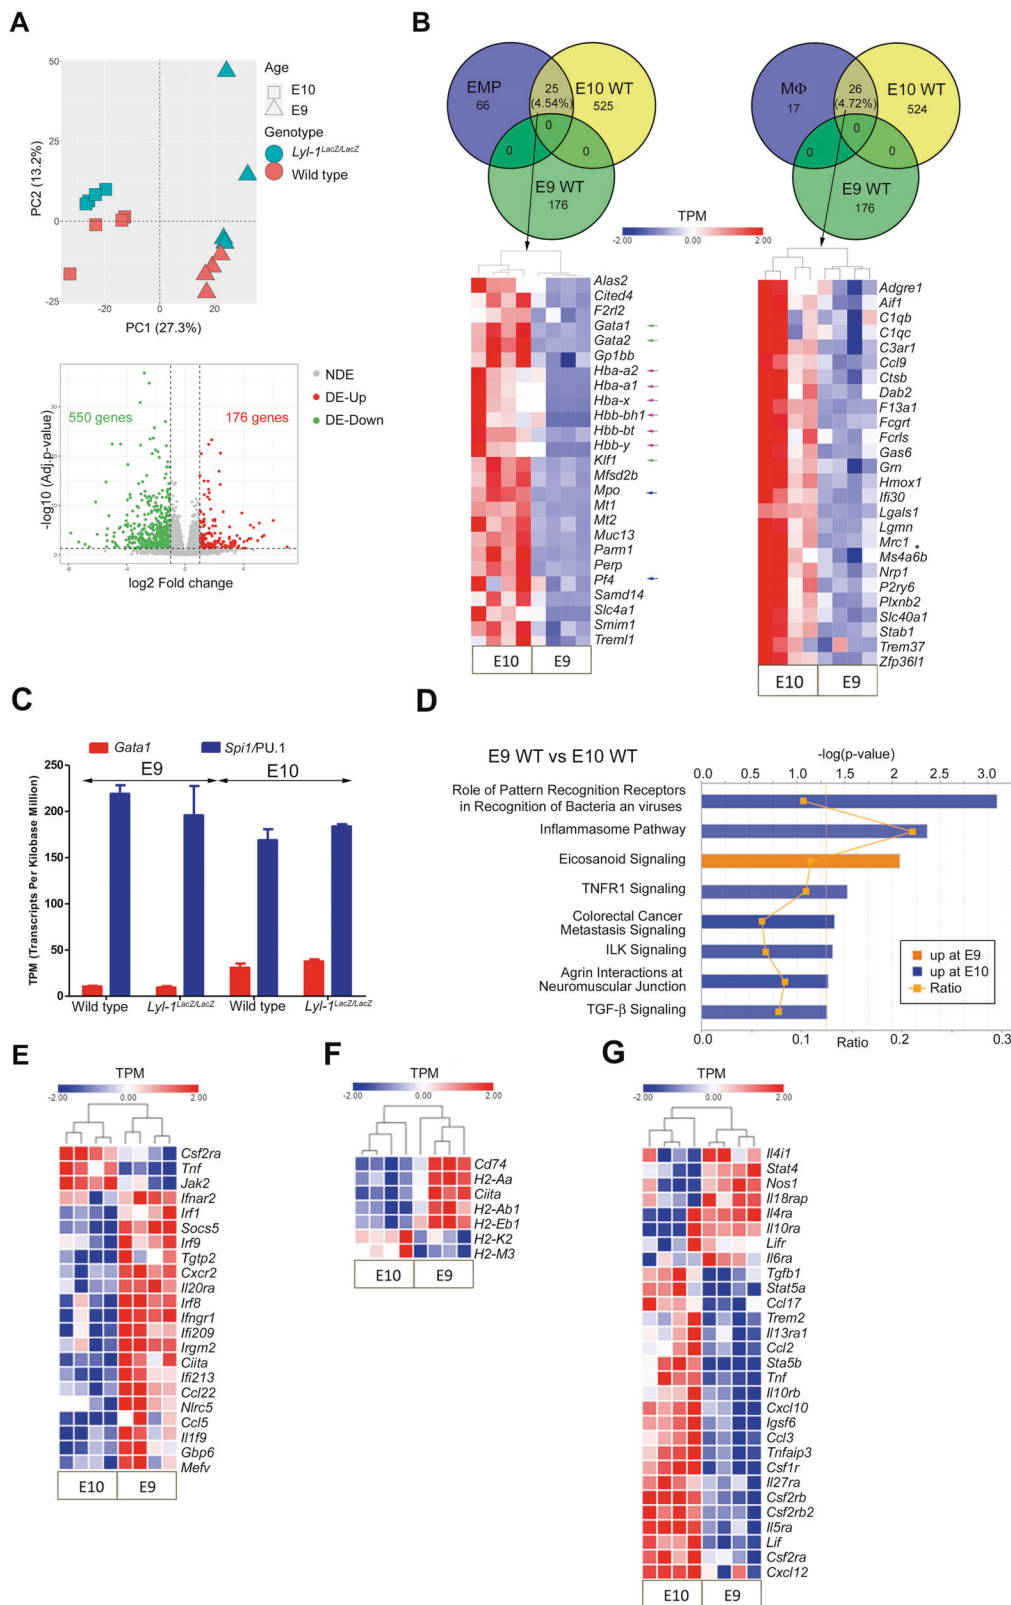 A
50
25
0
-25
PC2 (13.2%)
-20
0
20
PC1 (27.3%)
Age
E10
E9
Genotype
Lyl-1LacZ/LacZ
Wild type
550 genes
176 genes
-log10 (Adj.p-value)
-8
-4
0
4
log2 Fold change
NDE
DE-Up
DE-Down
B
EMP
66
25
(4.54%)
E10 WT
525
0
0
0
E9 WT
176
MΦ
17
26
(4.72%)
E10 WT
524
0
0
0
E9 WT
176
TPM
-2.00
0.00
2.00
Alas2
Cited4
F2rl2
Gata1
Gata2
Gp1bb
Hba-a2
Hba-a1
Hba-x
Hbb-bh1
Hbb-bt
Hbb-y
Klf1
Mfsd2b
Mpo
Mt1
Mt2
Muc13
Parm1
Perp
Pf4
Samd14
Slc4a1
Smim1
Treml1
E10
E9
Adgre1
Aif1
C1qb
C1qc
C3ar1
Ccl9
Ctsb
Dab2
F13a1
Fcgrt
Fcrls
Gas6
Grn
Hmox1
Ifi30
Lgals1
Lgmn
Mrc1*
Ms4a6b
Nrp1
P2ry6
Plxnb2
Slc40a1
Stab1
Trem37
Zfp36l1
E10
E9
C
Gata1
Spi1/PU.1
E9
E10
250
200
150
100
50
0
TPM (Transcripts Per Kilobase Million)
Wild type
Lyl-1LacZ/LacZ
Wild type
Lyl-1LacZ/LacZ
D
E9 WT vs E10 WT
-log(p-value)
0.0
0.5
1.0
1.5
2.0
2.5
3.0
Role of Pattern Recognition Receptors
in Recognition of Bacteria an viruses
Inflammasome Pathway
Eicosanoid Signaling
TNFR1 Signaling
Colorectal Cancer
Metastasis Signaling
ILK Signaling
Agrin Interactions at
Neuromuscular Junction
TGF-β Signaling
up at E9
up at E10
Ratio
0.0
0.1
0.2
0.3
Ratio
E
TPM
-2.00
0.00
2.00
Csf2ra
Tnf
Jak2
Ifnar2
Irf1
Socs5
Irf9
Tgtp2
Cxcr2
Il20ra
Irf8
Ifngr1
Ifi209
Irgm2
Ciita
Ifi213
Ccl22
Nlrc5
Ccl5
Il1f9
Gbp6
Mefv
E10
E9
F
TPM
-2.00
0.00
2.00
Cd74
H2-Aa
Ciita
H2-Ab1
H2-Eb1
H2-K2
H2-M3
E10
E9
G
TPM
-2.00
0.00
2.00
Il4i1
Stat4
Nos1
Il18rap
Il4ra
Il10ra
Lifr
Il6ra
Tgfb1
Stat5a
Ccl17
Trem2
Il13ra1
Ccl2
Sta5b
Tnf
Il10rb
Cxcl10
Igsf6
Ccl3
Tnfaip3
Csf1r
Il27ra
Csf2rb
Csf2rb2
Il5ra
Lif
Csf2ra
Cxcl12
E10
E9